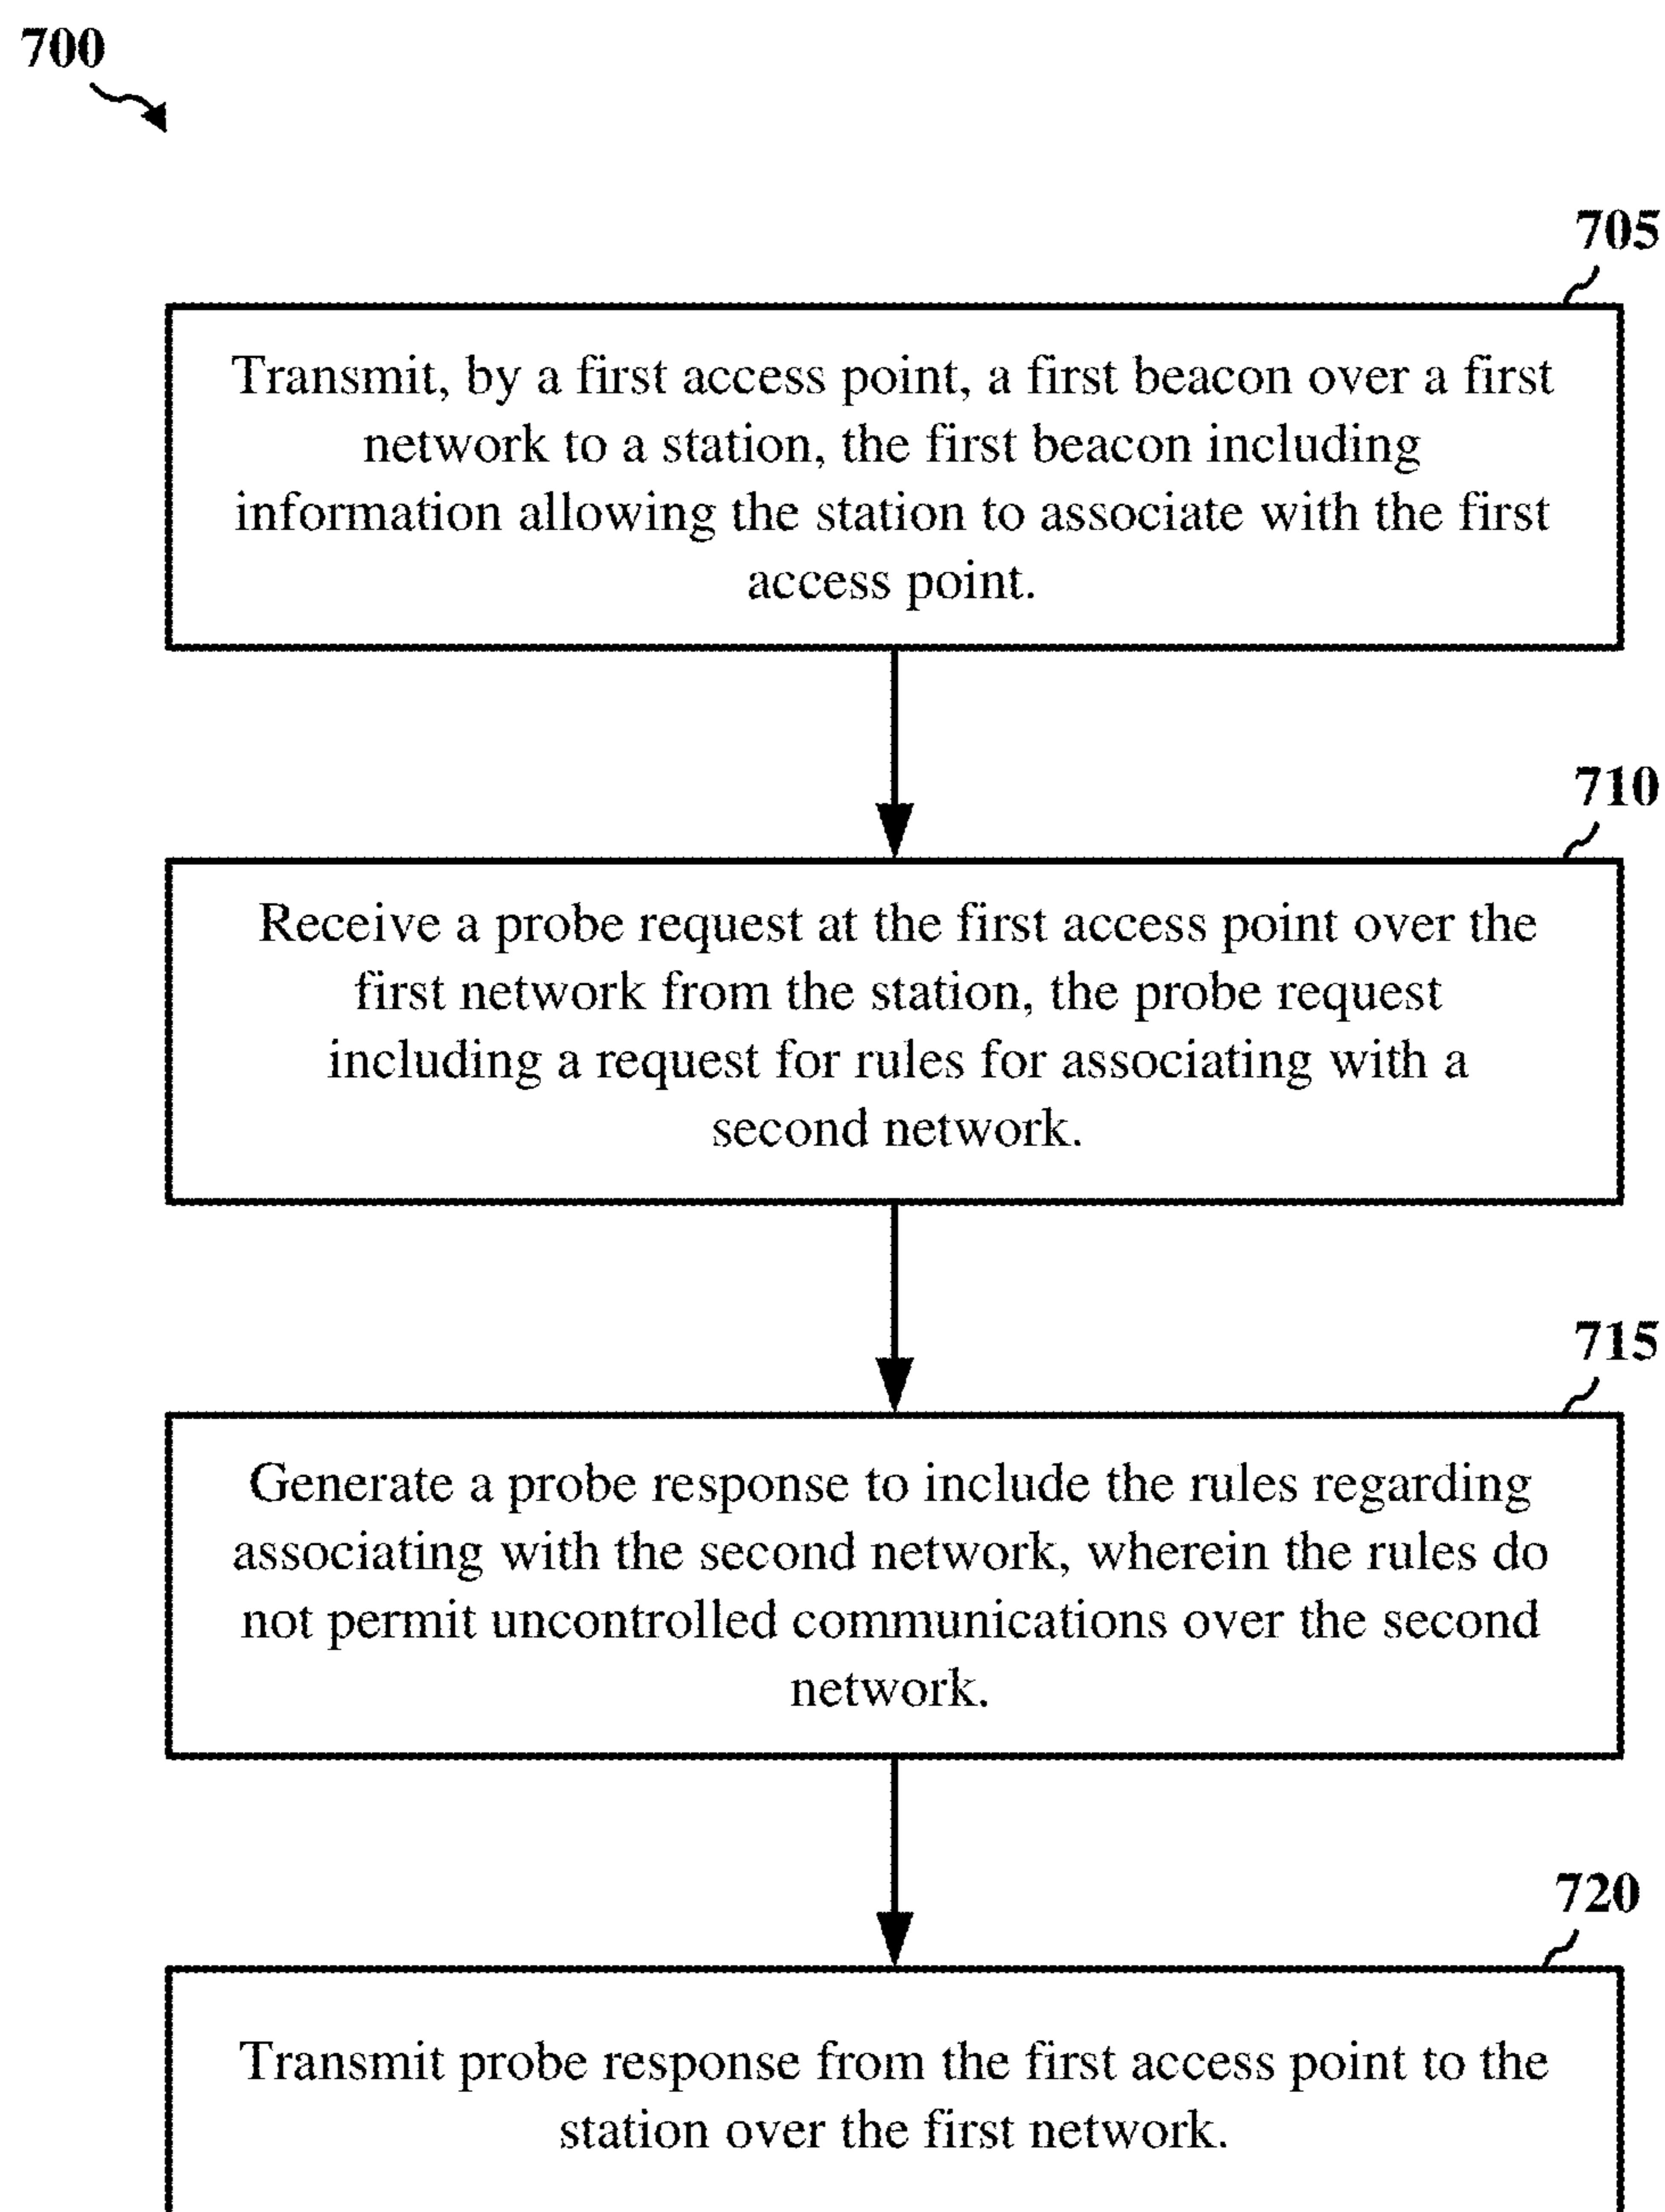 700
705
Transmit, by a first access point, a first beacon over a first
network to a station, the first beacon including
information allowing the station to associate with the first
access point.
710
Receive a probe request at the first access point over the
first network from the station, the probe request
including a request for rules for associating with a
second network.
715
Generate a probe response to include the rules regarding
associating with the second network, wherein the rules do
not permit uncontrolled communications over the second
network.
720
Transmit probe response from the first access point to the
station over the first network.